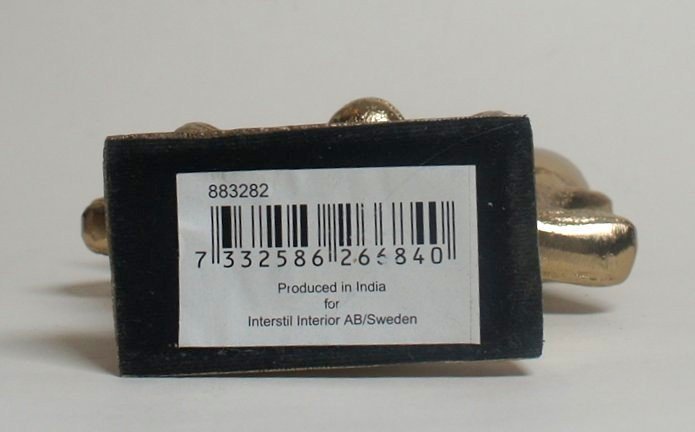 883282
7 332586 266840
Produced in India
for
Interstil Interior AB/Sweden